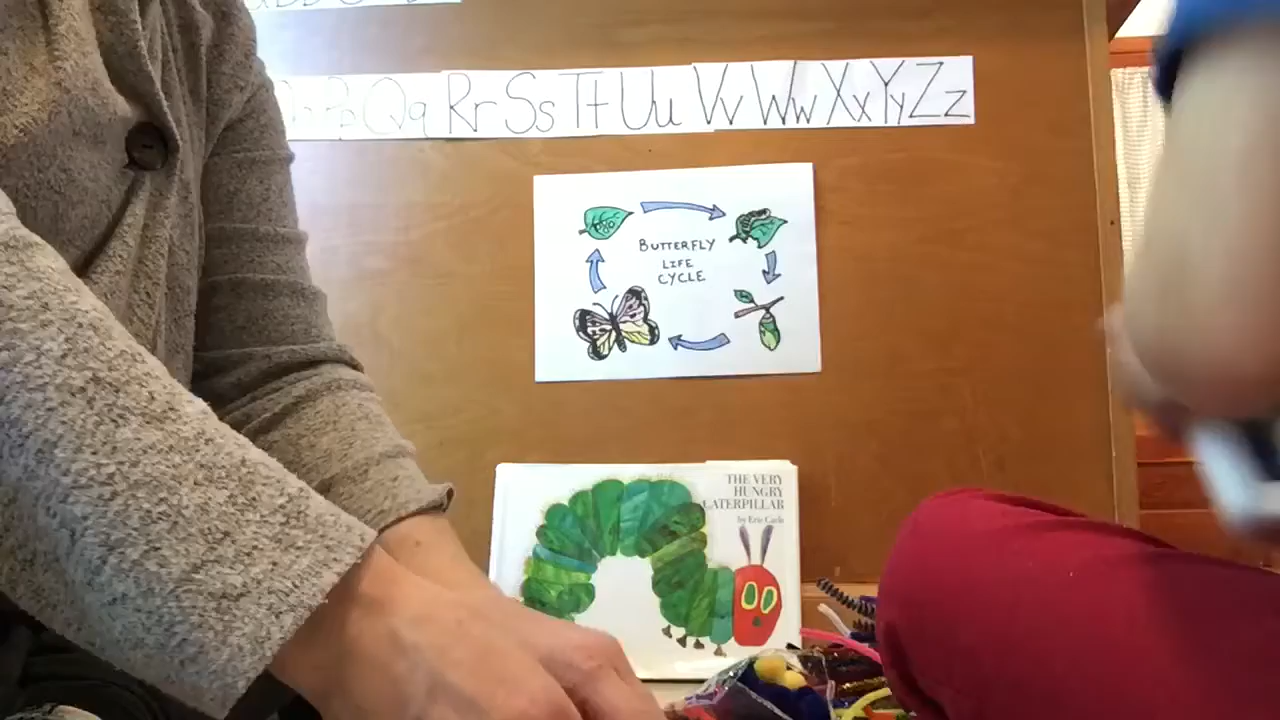 Pp Qq Rr Ss Tt Uu Vv Ww Xx Yy Zz
BUTTERFLY
LIFE
CYCLE
THE VERY
HUNGRY
CATERPILLAR
by Eric Carle